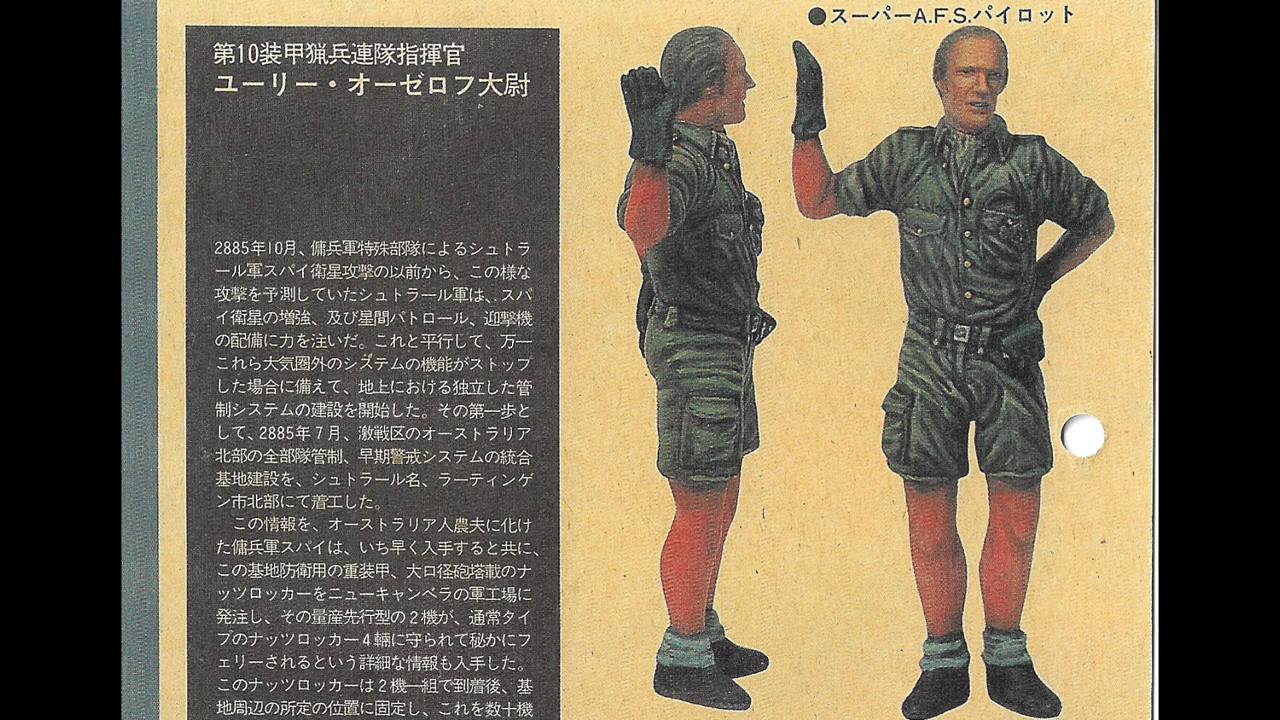 ●スーパーA.F.S.パイロット
第10装甲猟兵連隊指揮官
ユーリー・オーゼロフ大尉
2885年10月、傭兵軍特殊部隊によるシュトラ
ール軍スパイ衛星攻撃の以前から、この様な
攻撃を予測していたシュトラール軍は、スパ
イ衛星の増強、及び星間パトロール、迎撃機
の配備に力を注いだ。これと平行して、万一
これら大気圏外のシステムの機能がストップ
した場合に備えて、地上における独立した管
制システムの建設を開始した。その第一歩と
して、2885年7月、激戦区のオーストラリア
北部の全部隊管制、早期警戒システムの統合
基地建設を、シュトラール名、ラーティンゲ
ン市北部にて着工した。
この情報を、オーストラリア人農夫に化け
た傭兵軍スパイは、いち早く入手すると共に、
この基地防衛用の重装甲、大口径砲塔載のナ
ッツロッカーをニューキャンベラの軍工場に
発注し、その量産先行型の2機が、通常タイ
プのナッツロッカー4輛に守られて秘かにフ
ェリーされるという詳細な情報も入手した。
このナッツロッカーは2機一組で到着後、基
地周辺の所定の位置に固定し、これを数十機